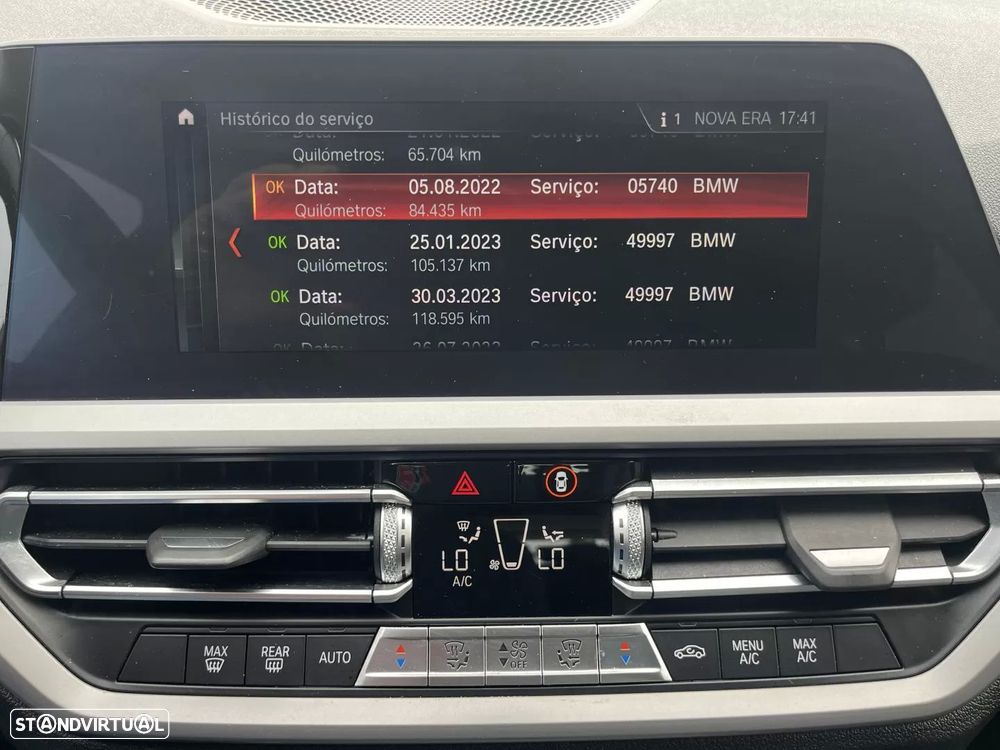 Histórico do serviço
i 1 NOVA ERA 17:41
Quilómetros: 65.704 km
OK Data: 05.08.2022 Serviço: 05740 BMW
Quilómetros: 84.435 km
OK Data: 25.01.2023 Serviço: 49997 BMW
Quilómetros: 105.137 km
OK Data: 30.03.2023 Serviço: 49997 BMW
Quilómetros: 118.595 km
LO LO
A/C
MAX REAR AUTO OFF MENU A/C MAX A/C
STANDVIRTUAL